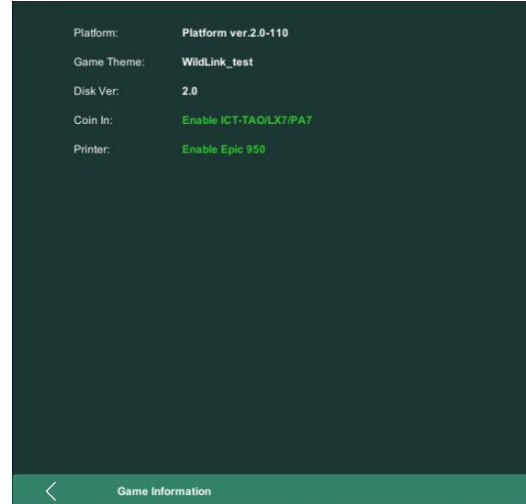 Platform: Platform ver.2.0-110
Game Theme: WildLink_test
Disk Ver: 2.0
Coin In: Enable ICT-TAO/LX7/PA7
Printer: Enable Epic 950
Game Information